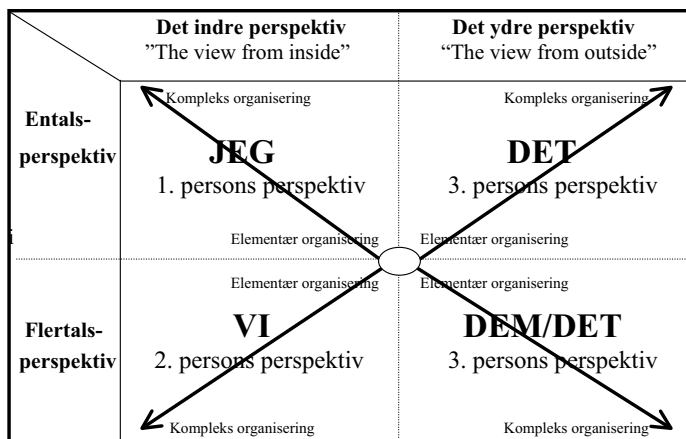 Det indre perspektiv
”The view from inside”
Det ydre perspektiv
“The view from outside”
Kompleks organisering
Kompleks organisering
Entals-
perspektiv
JEG
1. persons perspektiv
DET
3. persons perspektiv
i
Elementær organisering
Elementær organisering
Elementær organisering
Elementær organisering
Flertals-
perspektiv
VI
2. persons perspektiv
DEM/DET
3. persons perspektiv
Kompleks organisering
Kompleks organisering